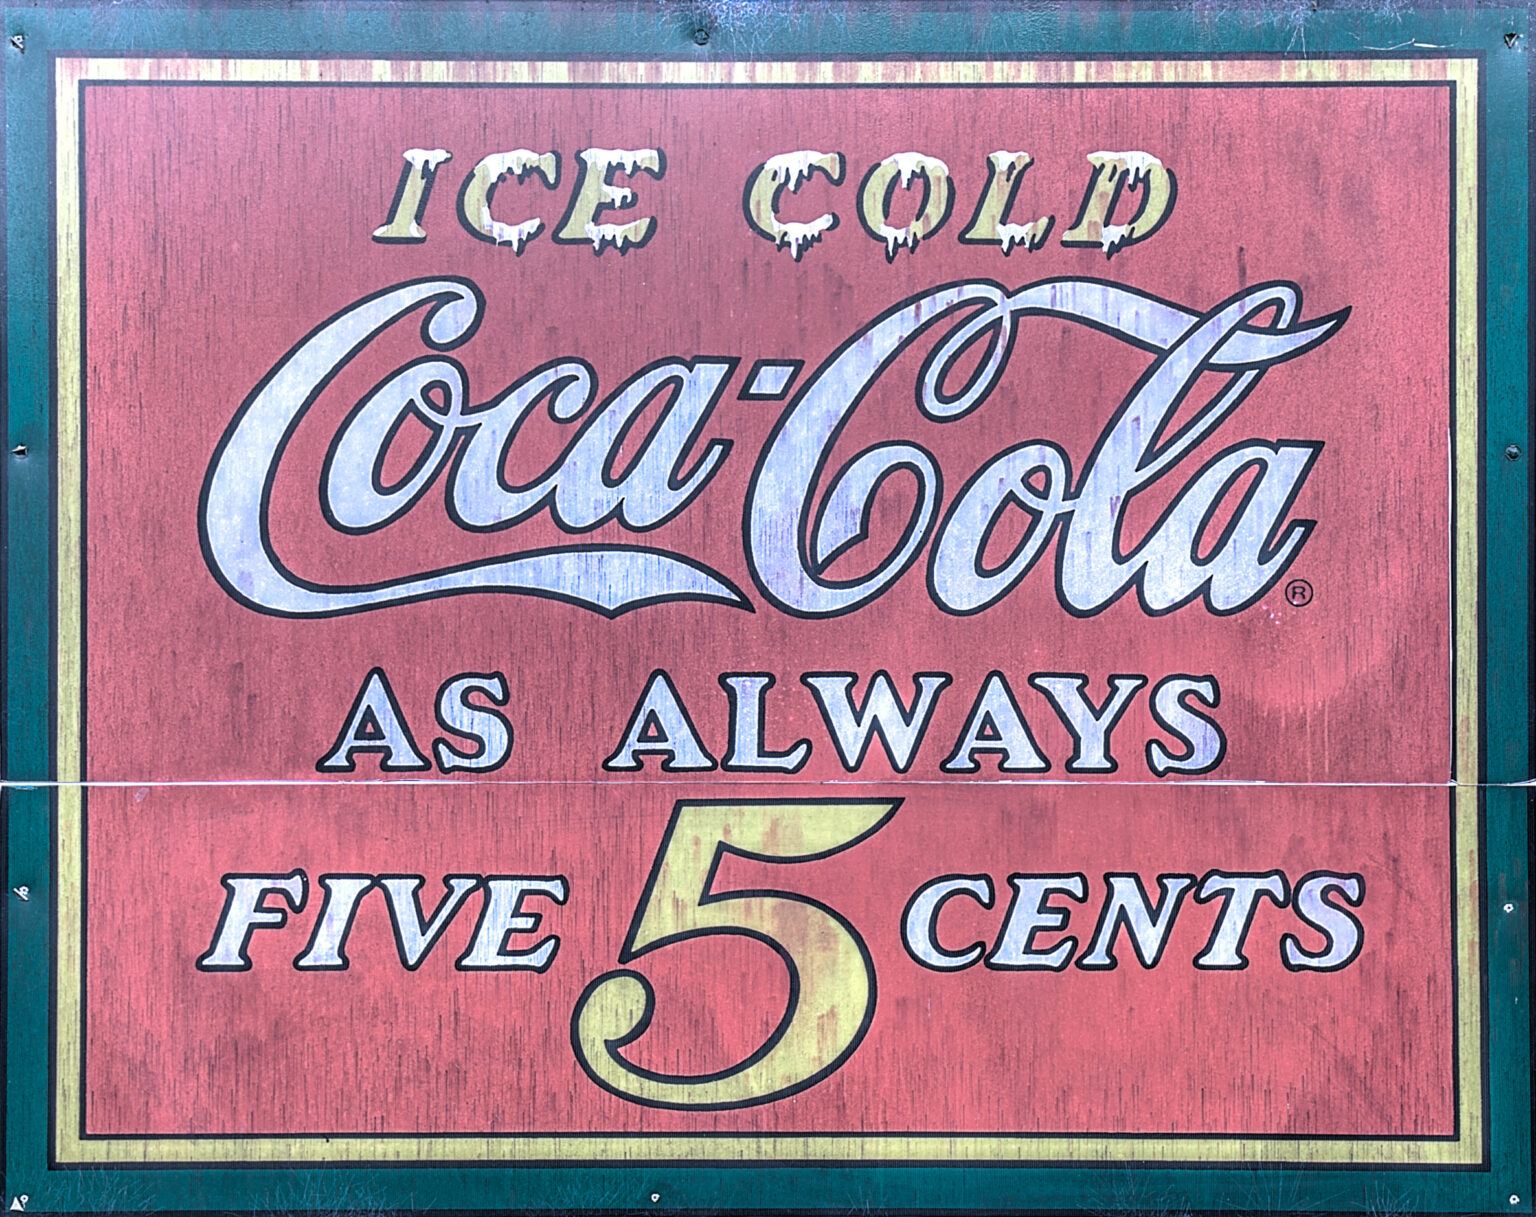 ICE COLD
Coca-Cola®
AS ALWAYS
FIVE 5 CENTS